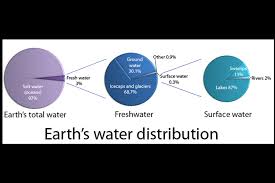 Salt water
(oceans)
97%
Fresh water
3%
Ground
water
30.1%
Icecaps and glaciers
68.7%
Other 0.9%
Surface water
0.3%
Swamps
11%
Rivers 2%
Lakes 87%
Earth's total water
Freshwater
Surface water
Earth's water distribution